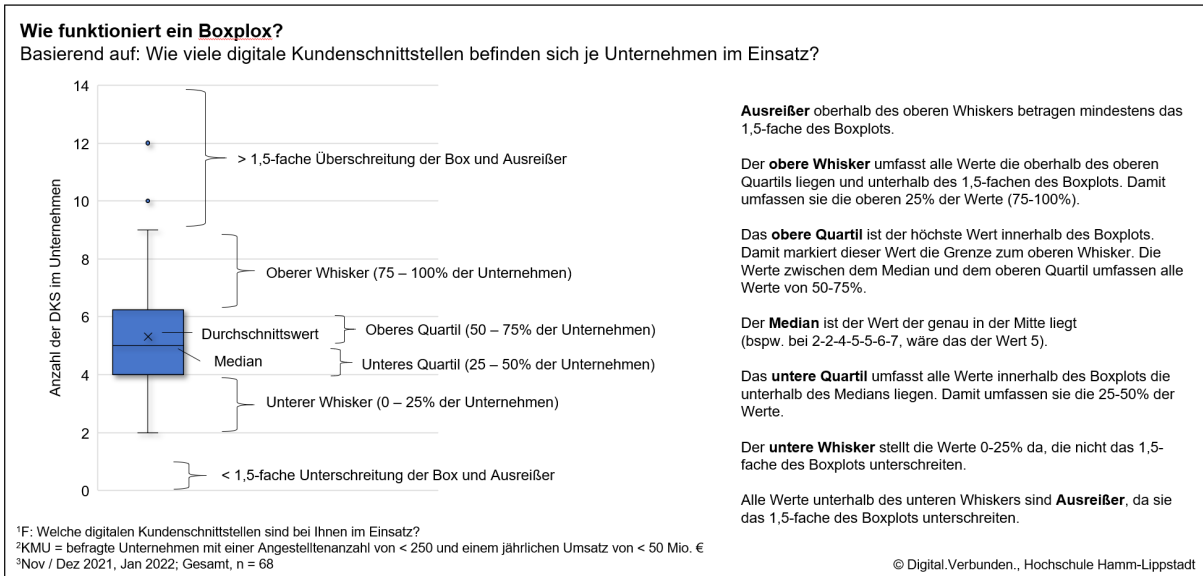 Wie funktioniert ein Boxplox?
Basierend auf: Wie viele digitale Kundenschnittstellen befinden sich je Unternehmen im Einsatz?
Anzahl der DKS im Unternehmen
14
12
10
8
6
4
2
0
> 1,5-fache Überschreitung der Box und Ausreißer
Oberer Whisker (75 – 100% der Unternehmen)
Durchschnittswert
Oberes Quartil (50 – 75% der Unternehmen)
Median
Unteres Quartil (25 – 50% der Unternehmen)
Unterer Whisker (0 – 25% der Unternehmen)
< 1,5-fache Unterschreitung der Box und Ausreißer
Ausreißer oberhalb des oberen Whiskers betragen mindestens das
1,5-fache des Boxplots.
Der obere Whisker umfasst alle Werte die oberhalb des oberen
Quartils liegen und unterhalb des 1,5-fachen des Boxplots. Damit
umfassen sie die oberen 25% der Werte (75-100%).
Das obere Quartil ist der höchste Wert innerhalb des Boxplots.
Damit markiert dieser Wert die Grenze zum oberen Whisker. Die
Werte zwischen dem Median und dem oberen Quartil umfassen alle
Werte von 50-75%.
Der Median ist der Wert der genau in der Mitte liegt
(bspw. bei 2-2-4-5-5-6-7, wäre das der Wert 5).
Das untere Quartil umfasst alle Werte innerhalb des Boxplots die
unterhalb des Medians liegen. Damit umfassen sie die 25-50% der
Werte.
Der untere Whisker stellt die Werte 0-25% da, die nicht das 1,5-
fache des Boxplots unterschreiten.
Alle Werte unterhalb des unteren Whiskers sind Ausreißer, da sie
das 1,5-fache des Boxplots unterschreiten.
¹F: Welche digitalen Kundenschnittstellen sind bei Ihnen im Einsatz?
²KMU = befragte Unternehmen mit einer Angestelltenanzahl von < 250 und einem jährlichen Umsatz von < 50 Mio. €
³Nov / Dez 2021, Jan 2022; Gesamt, n = 68
© Digital.Verbunden., Hochschule Hamm-Lippstadt